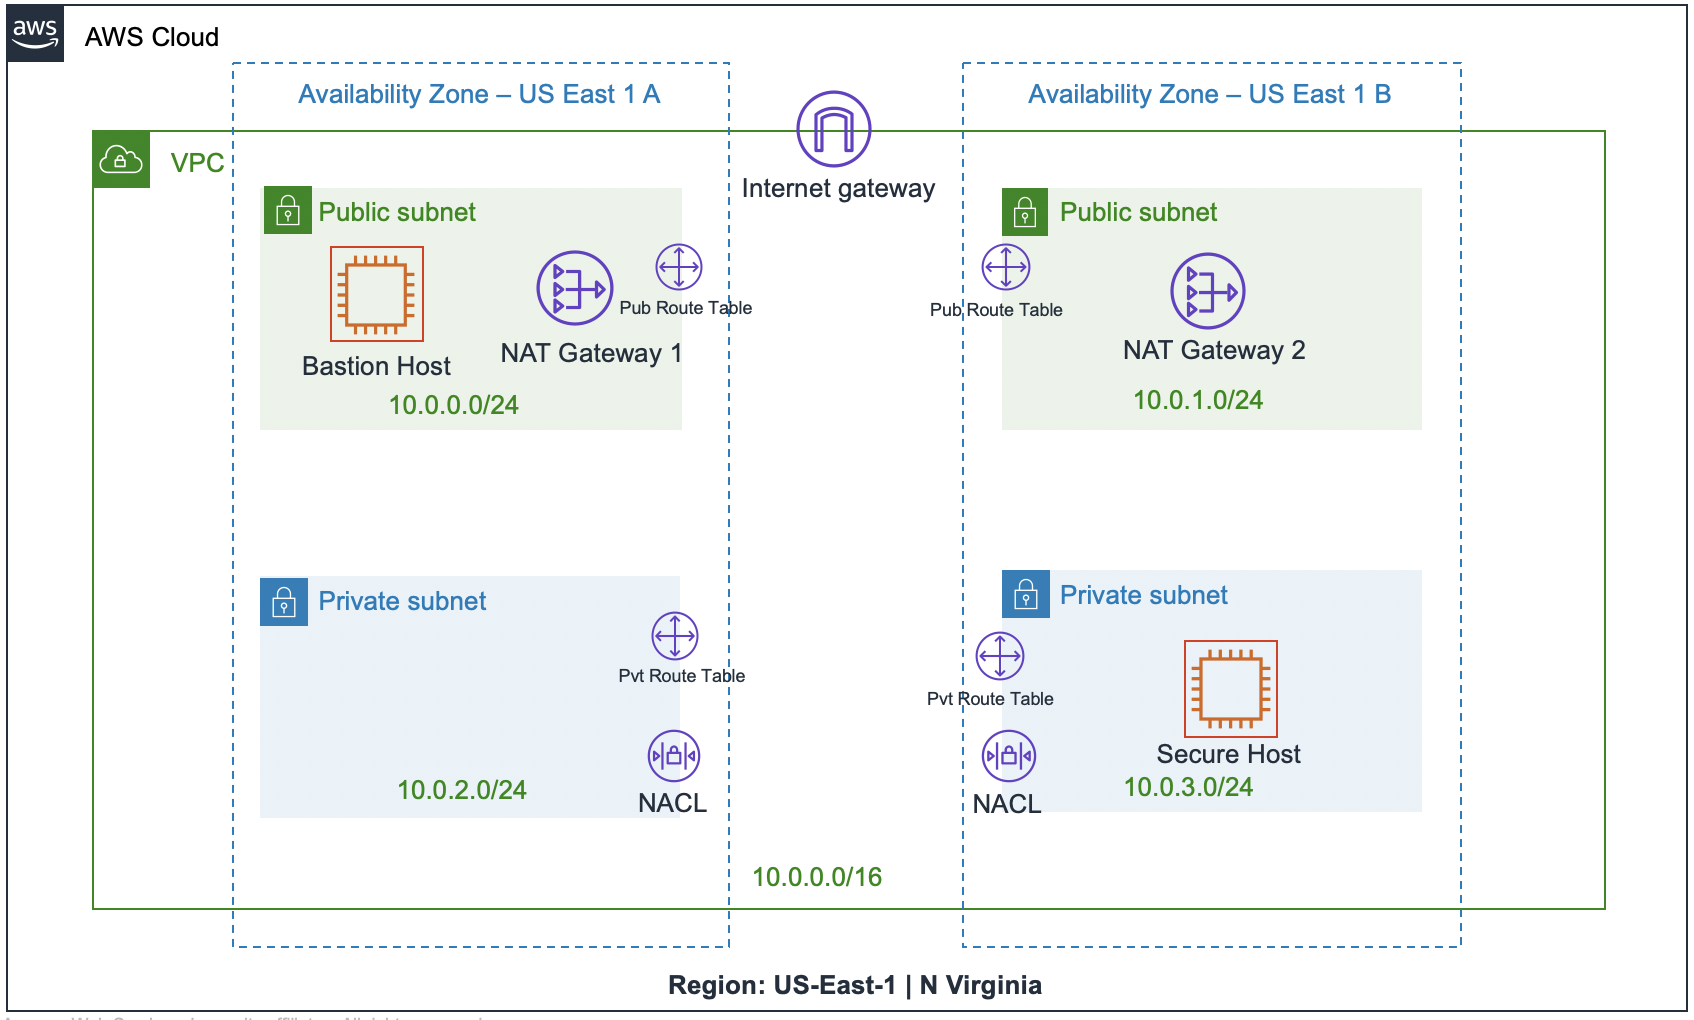 aws
AWS Cloud
Availability Zone – US East 1 A
Availability Zone – US East 1 B
VPC
Internet gateway
Public subnet
Public subnet
Pub Route Table
Pub Route Table
Bastion Host
NAT Gateway 1
NAT Gateway 2
10.0.0.0/24
10.0.1.0/24
Private subnet
Private subnet
Pvt Route Table
Pvt Route Table
Secure Host
10.0.2.0/24
10.0.3.0/24
NACL
NACL
10.0.0.0/16
Region: US-East-1 | N Virginia